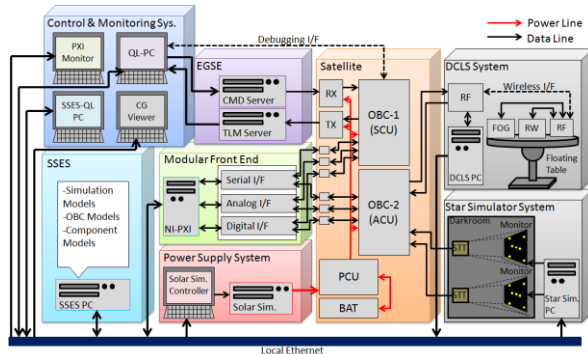 Control & Monitoring Sys.
PXI
Monitor
QL-PC
SSES-QL
PC
CG
Viewer
Debugging I/F
Power Line
Data Line
EGSE
CMD Server
TLM Server
Satellite
RX
TX
OBC-1
(SCU)
OBC-2
(ACU)
PCU
BAT
DCLS System
Wireless I/F
RF
FOG
RW
RF
DCLS PC
Floating
Table
SSES
-Simulation
Models
-OBC Models
-Component
Models
SSES PC
Modular Front End
Serial I/F
Analog I/F
Digital I/F
NI-PXI
Power Supply System
Solar Sim.
Controller
Solar Sim.
Star Simulator System
Darkroom
Monitor
STT
Monitor
STT
Star Sim.
PC
Local Ethernet